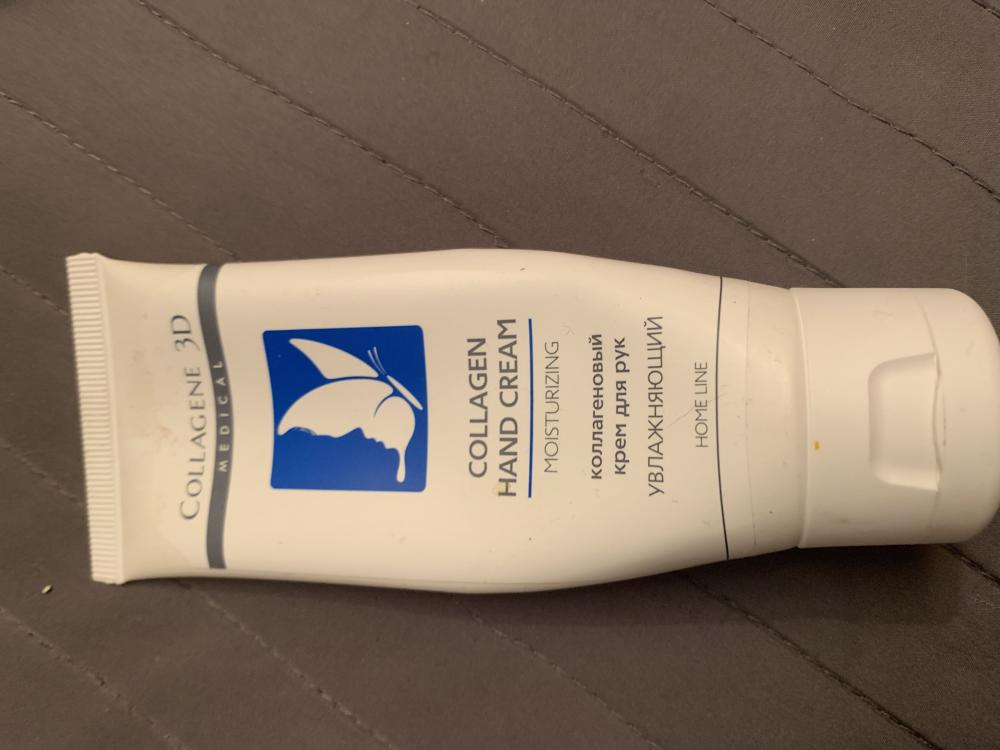 COLLAGENE 3D
MEDICAL
COLLAGEN
HAND CREAM
MOISTURIZING
коллагеновый
крем для рук
УВЛАЖНЯЮЩИЙ
HOME LINE